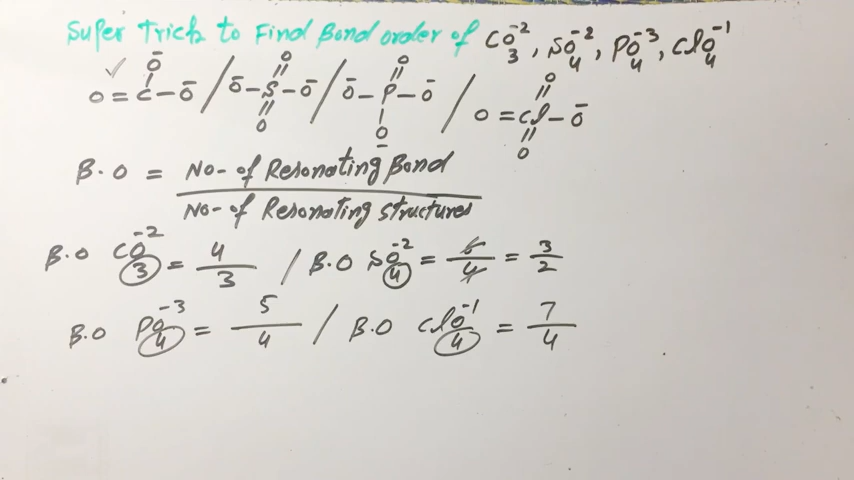 Super Trick to Find Bond order of CO3^-2, SO4^-2, PO4^-3, ClO4^-1
O=C(-Ō)-Ō / Ō-S(=O)(=O)-Ō / Ō-P(=O)(-Ō)-Ō / O=Cl(=O)(=O)-Ō
B.O = No- of Resonating Bond
No- of Resonating structures
B.O CO3^-2 = 4/3 / B.O SO4^-2 = 6/4 = 3/2
B.O PO4^-3 = 5/4 / B.O ClO4^-1 = 7/4